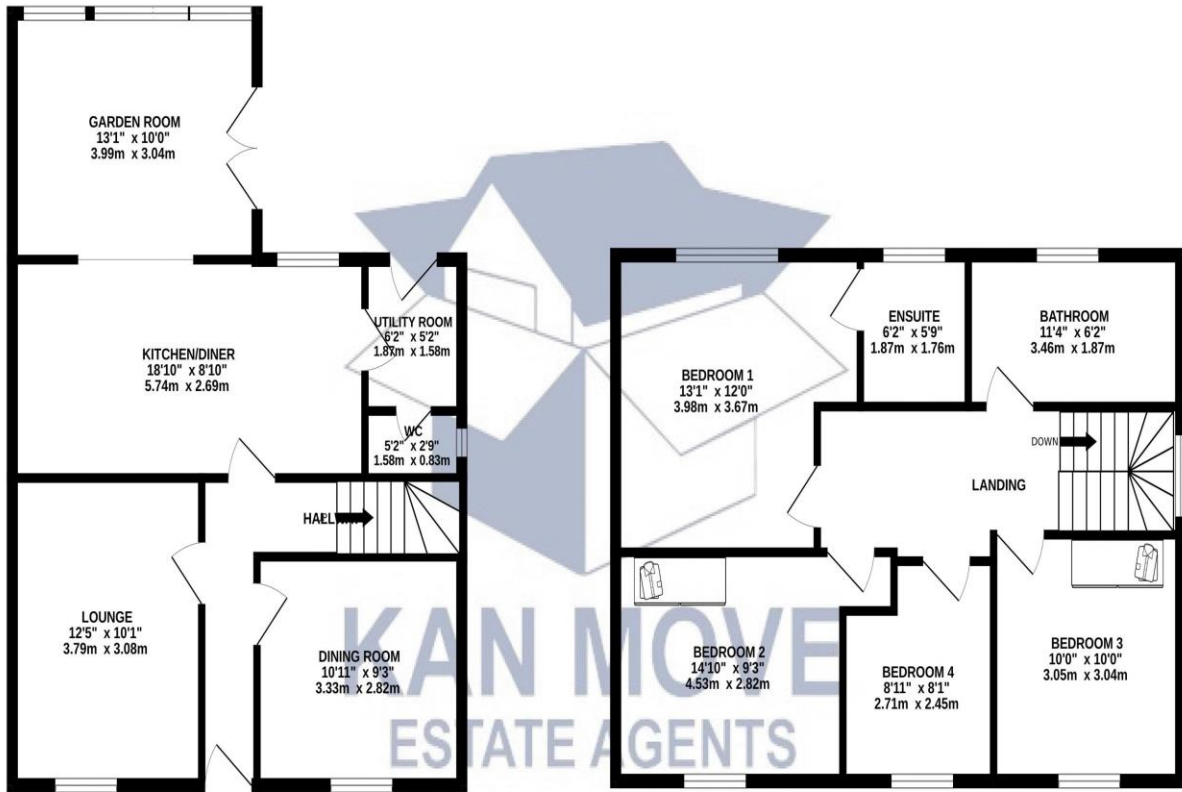 GARDEN ROOM
13'1" x 10'0"
3.99m x 3.04m
KITCHEN/DINER
18'10" x 8'10"
5.74m x 2.69m
UTILITY ROOM
6'2" x 5'2"
1.87m x 1.58m
WC
5'2" x 2'9"
1.58m x 0.83m
LOUNGE
12'5" x 10'1"
3.79m x 3.08m
DINING ROOM
10'11" x 9'3"
3.33m x 2.82m
BEDROOM 1
13'1" x 12'0"
3.98m x 3.67m
ENSUITE
6'2" x 5'9"
1.87m x 1.76m
BATHROOM
11'4" x 6'2"
3.46m x 1.87m
DOWN
LANDING
BEDROOM 2
14'10" x 9'3"
4.53m x 2.82m
BEDROOM 4
8'11" x 8'1"
2.71m x 2.45m
BEDROOM 3
10'0" x 10'0"
3.05m x 3.04m
KAN MOVE
ESTATE AGENTS